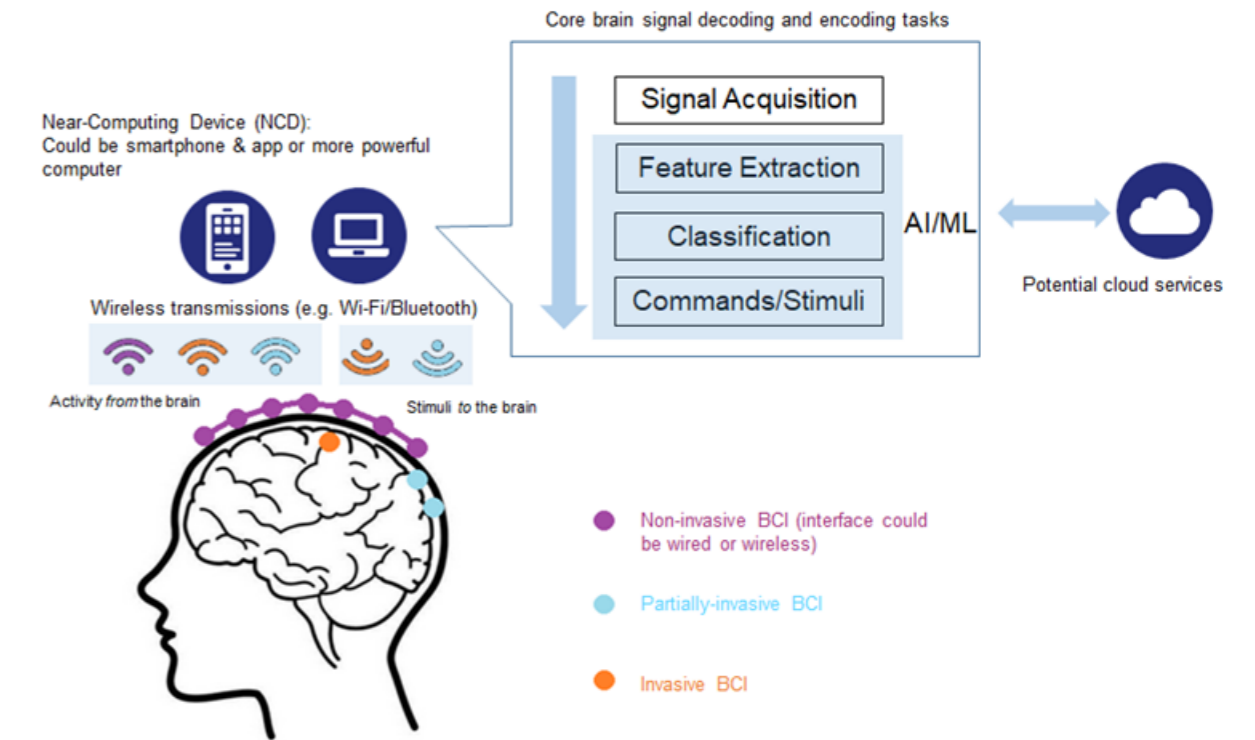 Core brain signal decoding and encoding tasks
Near-Computing Device (NCD):
Could be smartphone & app or more powerful
computer
Signal Acquisition
Feature Extraction
Classification
Commands/Stimuli
AI/ML
Potential cloud services
Wireless transmissions (e.g. Wi-Fi/Bluetooth)
Activity from the brain
Stimuli to the brain
Non-invasive BCI (interface could
be wired or wireless)
Partially-invasive BCI
Invasive BCI